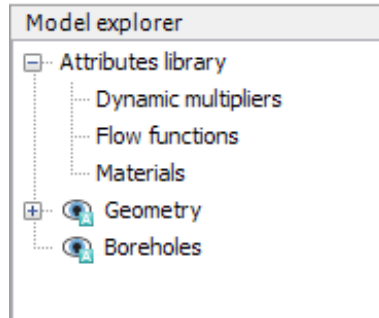 Model explorer
Attributes library
Dynamic multipliers
Flow functions
Materials
Geometry
Boreholes